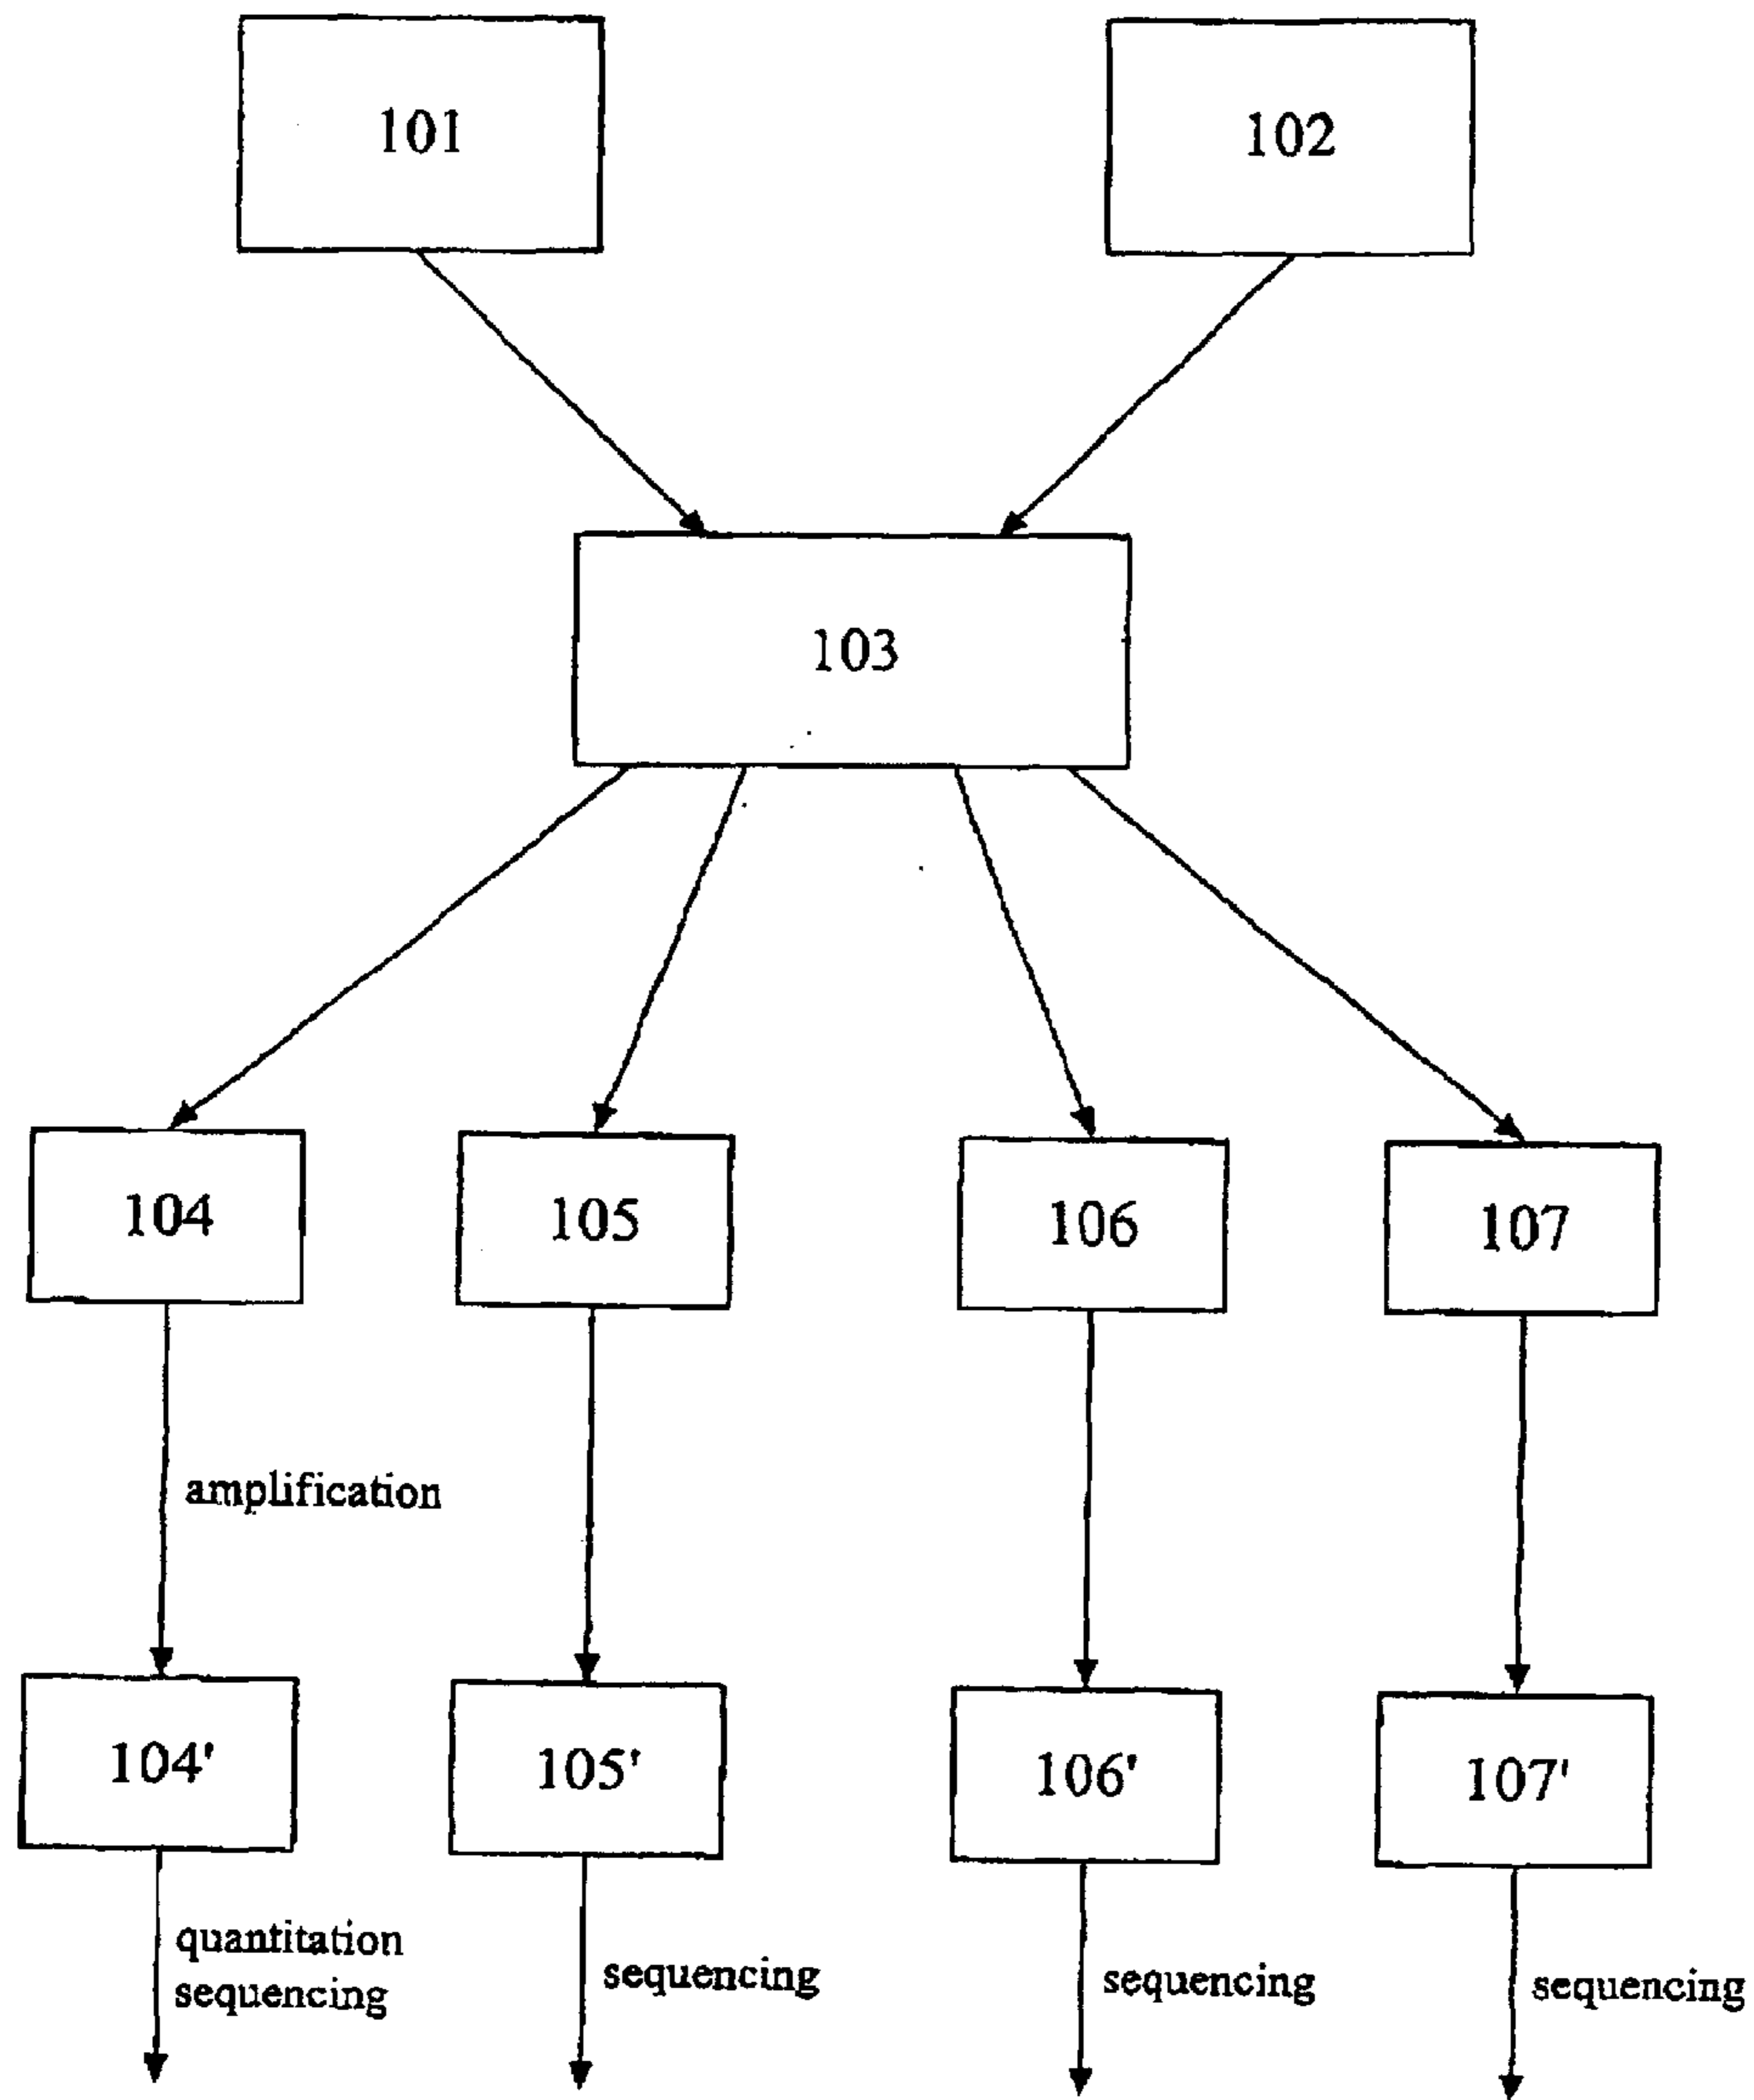 101
102
103
104
105
106
107
amplification
104'
105'
106'
107'
quantitation
sequencing
sequencing
sequencing
sequencing